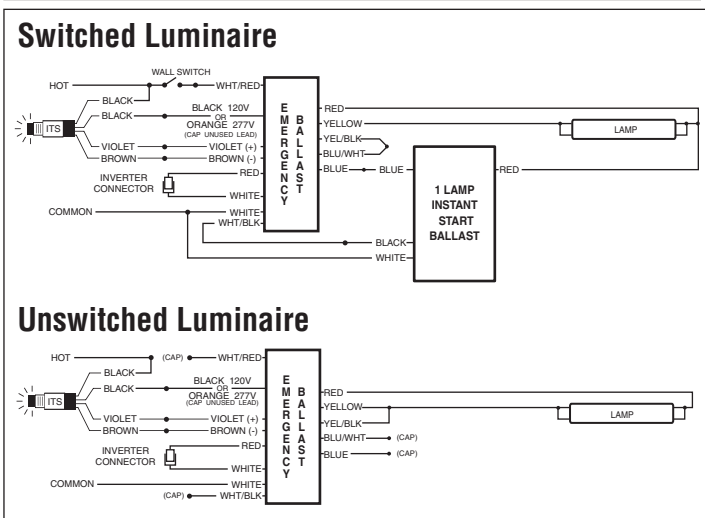 Switched Luminaire
WALL SWITCH
HOT
WHT/RED
BLACK
ITS
BLACK
BLACK 120V
OR
ORANGE 277V
(CAP UNUSED LEAD)
VIOLET
VIOLET (+)
BROWN
BROWN (-)
INVERTER
CONNECTOR
RED
WHITE
COMMON
WHITE
WHT/BLK
EMERGENCY
BALLAST
RED
YELLOW
YEL/BLK
BLU/WHT
BLUE
BLUE
LAMP
RED
1 LAMP
INSTANT
START
BALLAST
BLACK
WHITE
Unswitched Luminaire
HOT
(CAP)
WHT/RED
BLACK
ITS
BLACK
BLACK 120V
OR
ORANGE 277V
(CAP UNUSED LEAD)
VIOLET
VIOLET (+)
BROWN
BROWN (-)
INVERTER
CONNECTOR
RED
WHITE
COMMON
WHITE
(CAP)
WHT/BLK
EMERGENCY
BALLAST
RED
YELLOW
YEL/BLK
BLU/WHT
(CAP)
BLUE
(CAP)
LAMP